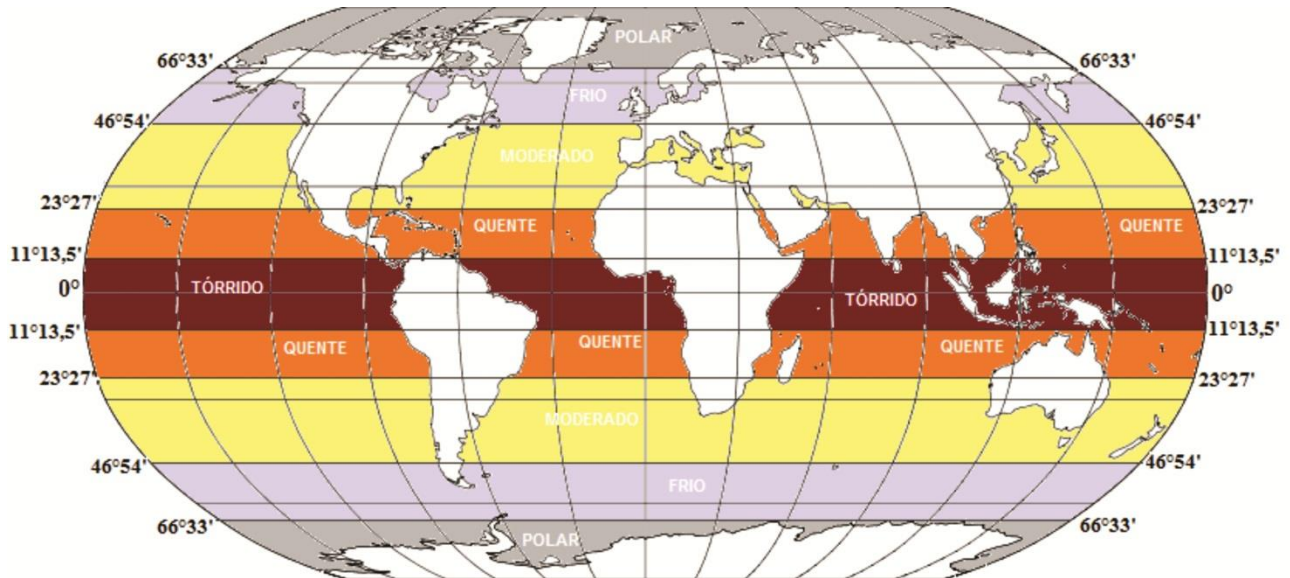 POLAR
66°33' 66°33'
FRIO
46°54' 46°54'
MODERADO
23°27' 23°27'
QUENTE QUENTE
11°13,5' 11°13,5'
0° TÓRRIDO TÓRRIDO 0°
11°13,5' 11°13,5'
QUENTE QUENTE QUENTE
23°27' 23°27'
MODERADO
46°54' 46°54'
FRIO
66°33' 66°33'
POLAR